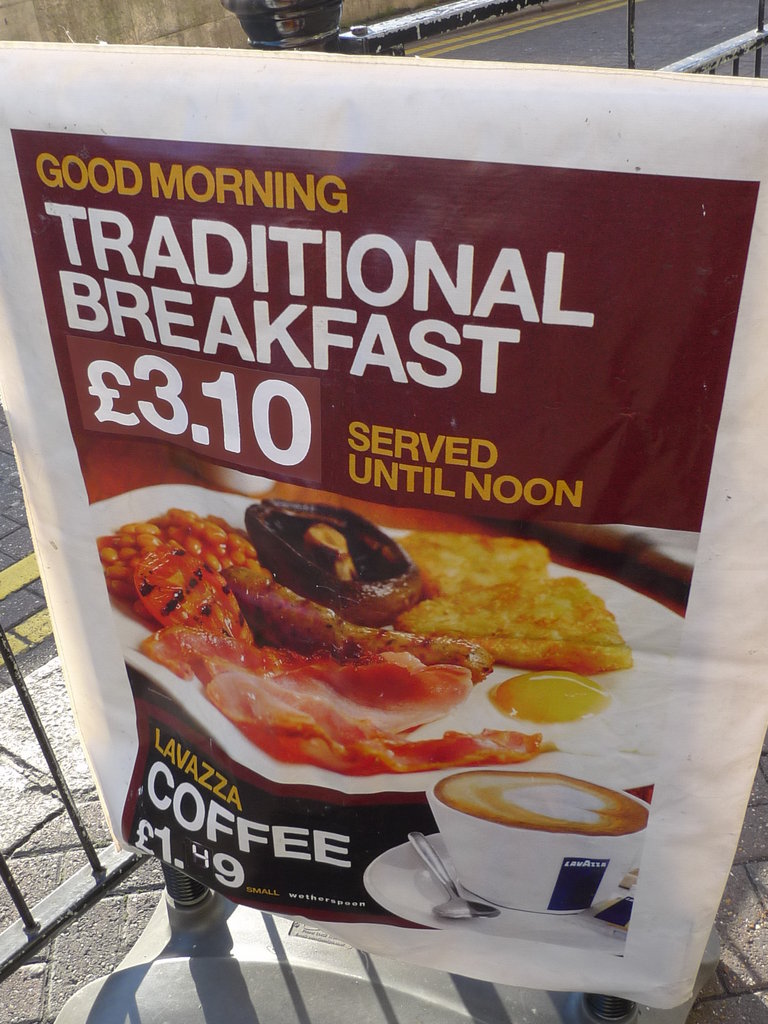 GOOD MORNING
TRADITIONAL
BREAKFAST
£3.10
SERVED
UNTIL NOON
LAVAZZA
COFFEE
£1.49
SMALL
wetherspoon
LAVAZZA